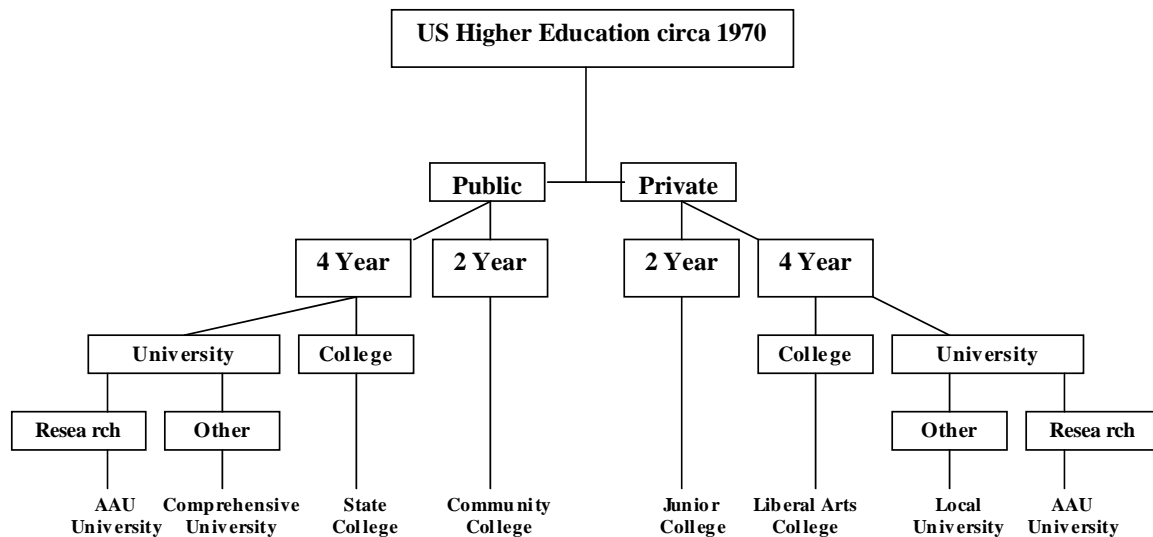 US Higher Education circa 1970
Public
Private
4 Year
2 Year
2 Year
4 Year
University
College
College
University
Research
Other
Other
Research
AAU
University
Comprehensive
University
State
College
Community
College
Junior
College
Liberal Arts
College
Local
University
AAU
University